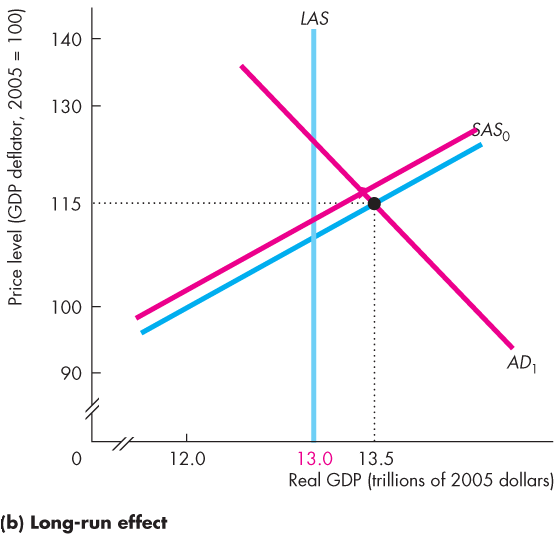 Price level (GDP deflator, 2005 = 100)
LAS
140
130
SAS0
115
100
90
AD1
0
12.0
13.0
13.5
Real GDP (trillions of 2005 dollars)
(b) Long-run effect